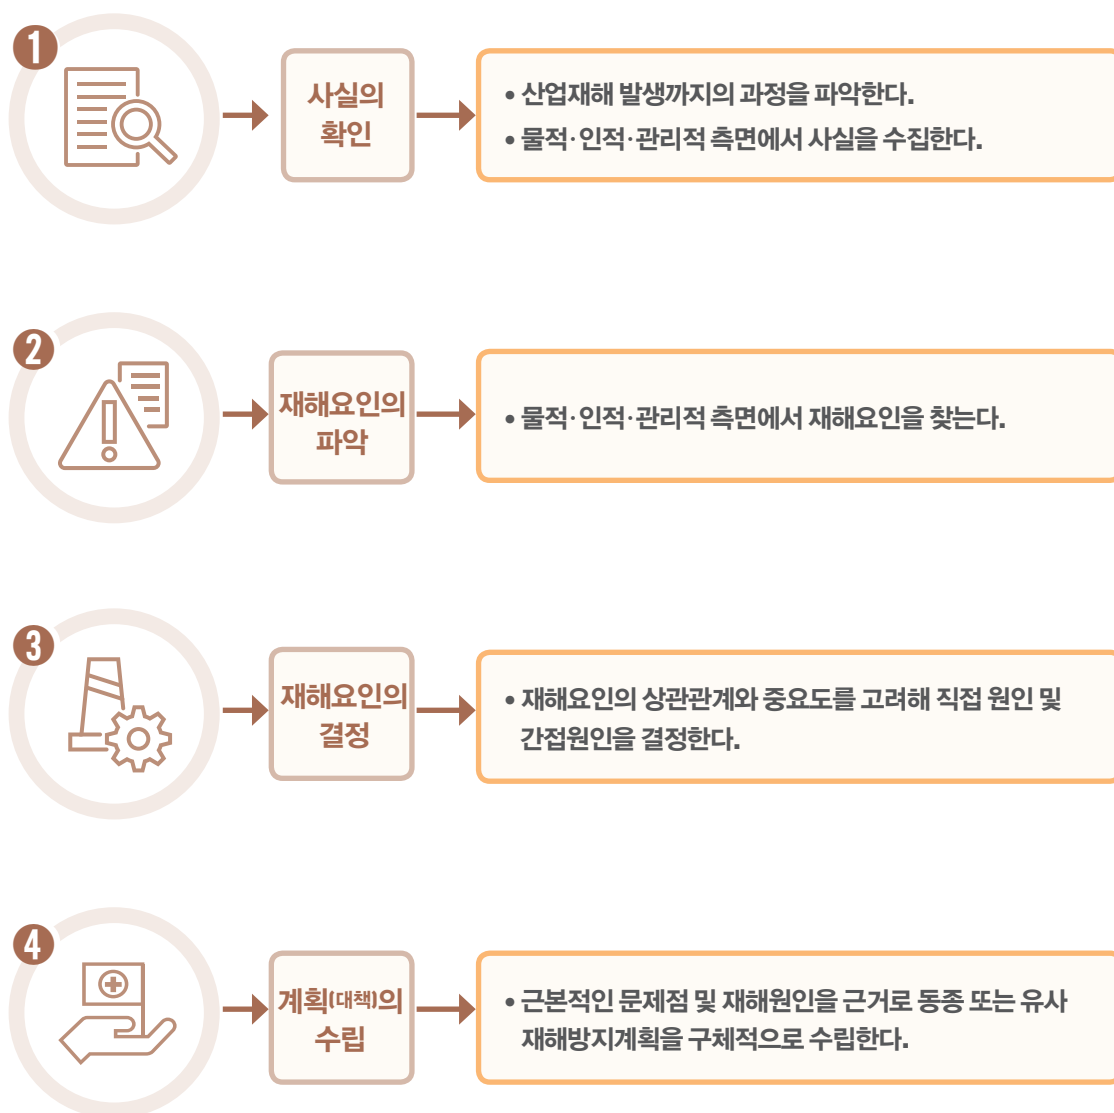 1
사실의
확인
• 산업재해 발생까지의 과정을 파악한다.
• 물적·인적·관리적 측면에서 사실을 수집한다.
2
재해요인의
파악
• 물적·인적·관리적 측면에서 재해요인을 찾는다.
3
재해요인의
결정
• 재해요인의 상관관계와 중요도를 고려해 직접 원인 및
간접원인을 결정한다.
4
계획(대책)의
수립
• 근본적인 문제점 및 재해원인을 근거로 동종 또는 유사
재해방지계획을 구체적으로 수립한다.